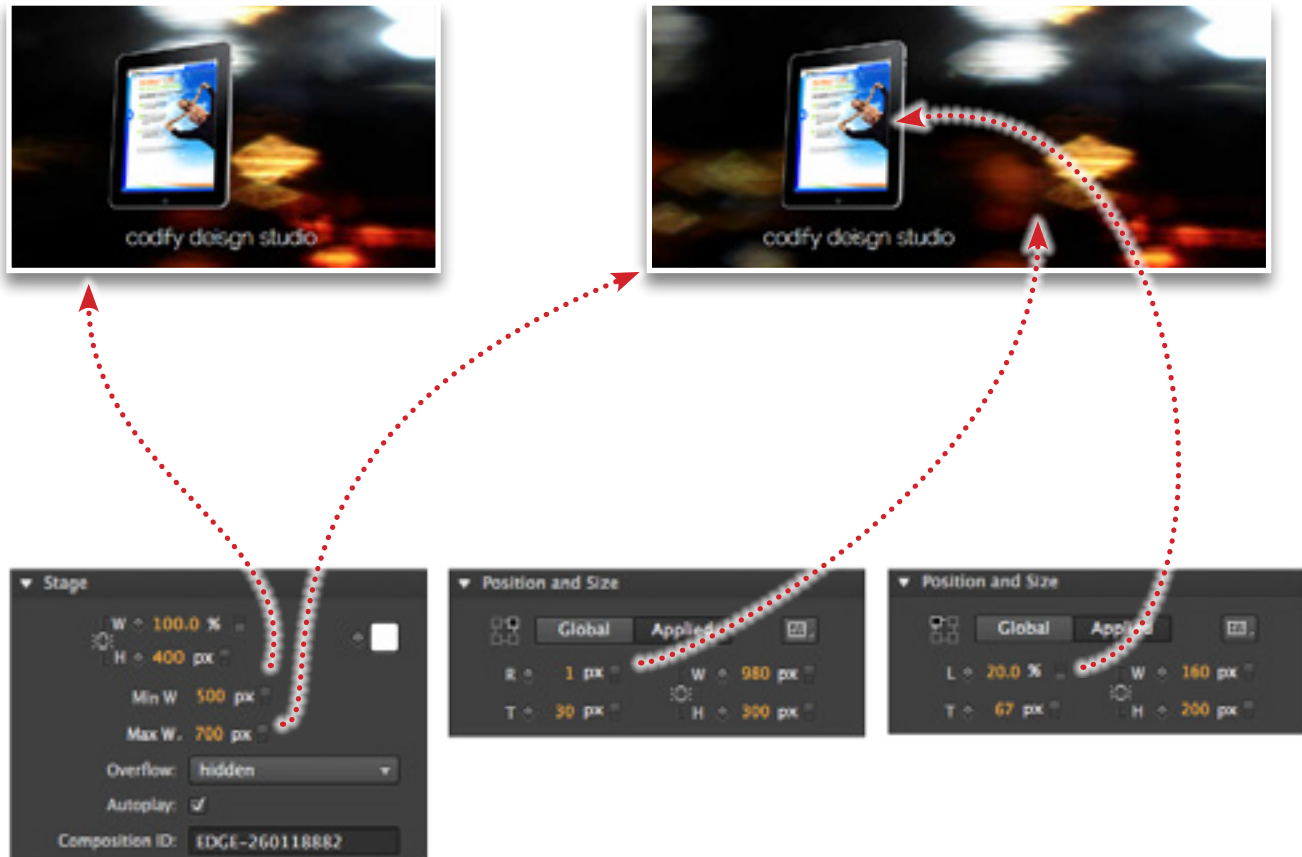 codify deisgn studio
codify deisgn studio
Stage
W 100.0 %
H 400 px
Min W 500 px
Max W. 700 px
Overflow: hidden
Autoplay:
Composition ID: EDGE-260118882
Position and Size
Global Applied
R 1 px W 980 px
T 30 px H 300 px
Position and Size
Global Applied
L 20.0 % W 160 px
T 67 px H 200 px